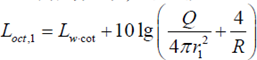 L_{oct,1} = L_{w·cot} + 10 lg ( Q / 4πr_1^2 + 4 / R )